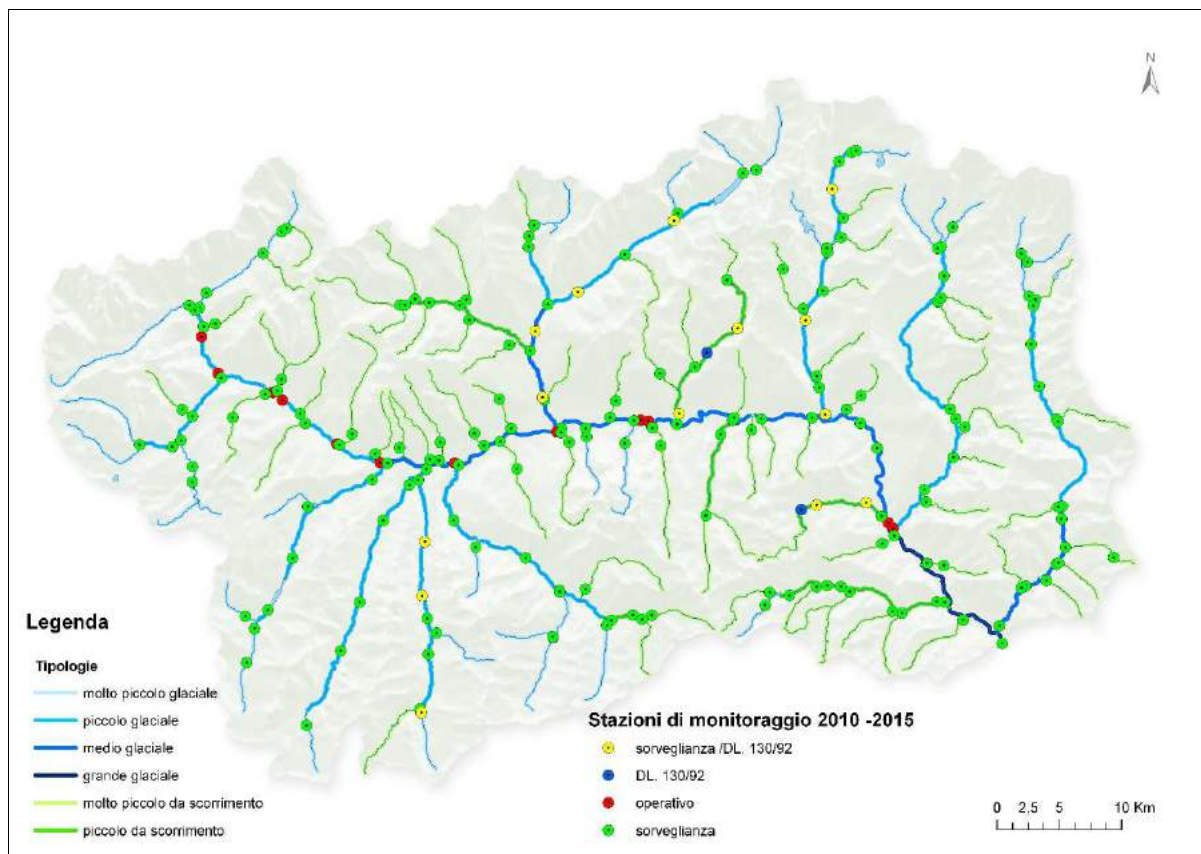 N
Legenda
Tipologie
molto piccolo glaciale
piccolo glaciale
medio glaciale
grande glaciale
molto piccolo da scorrimento
piccolo da scorrimento
Stazioni di monitoraggio 2010 -2015
sorveglianza /DL. 130/92
DL. 130/92
operativo
sorveglianza
0 2,5 5 10 Km